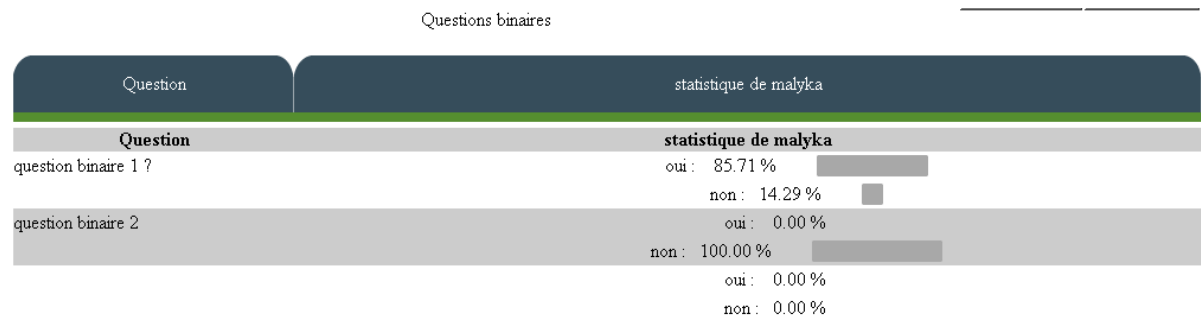 Questions binaires
Question statistique de malyka
Question statistique de malyka
question binaire 1 ? oui : 85.71 %
non : 14.29 %
question binaire 2 oui : 0.00 %
non : 100.00 %
oui : 0.00 %
non : 0.00 %